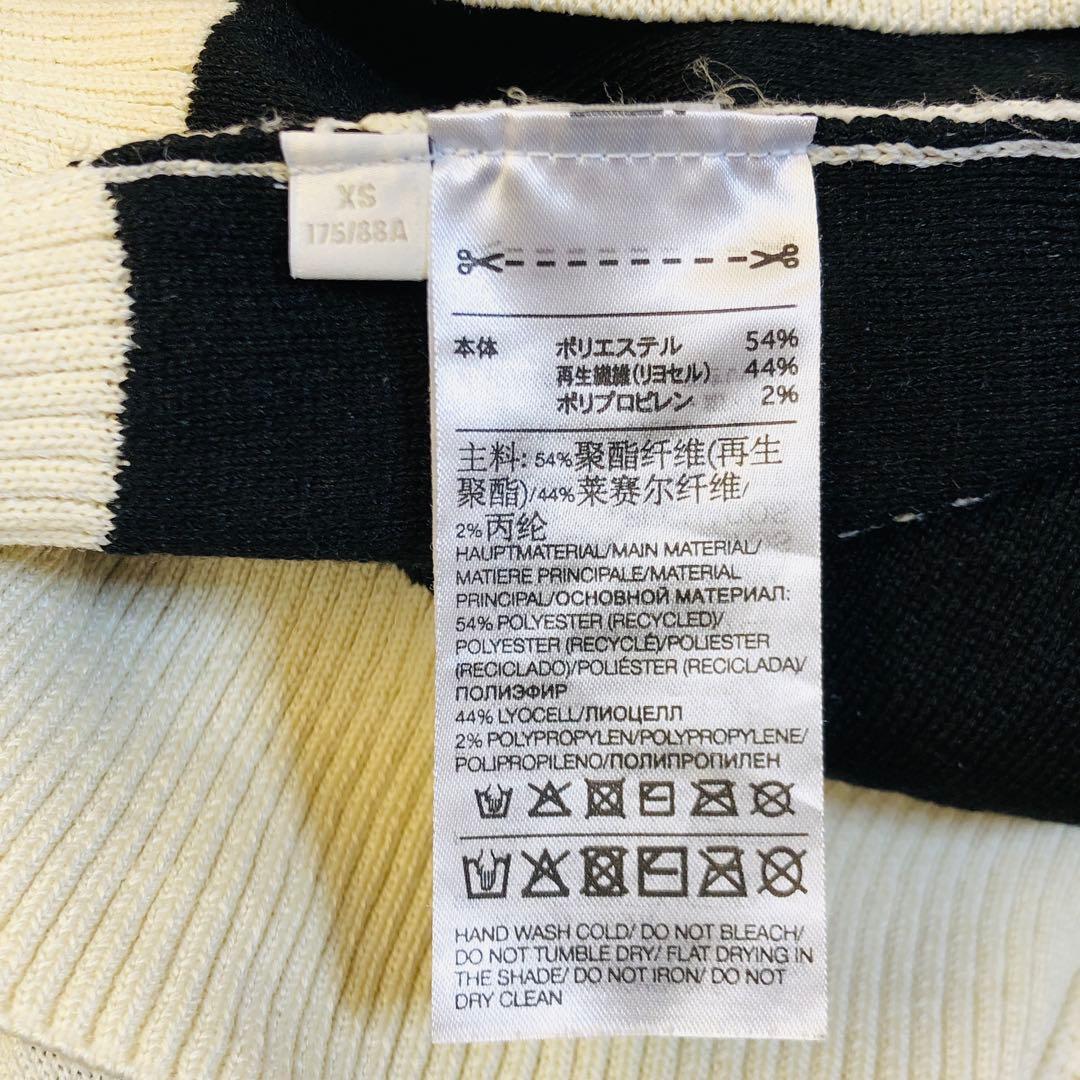 XS
175/88A
本体 ポリエステル 54%
再生繊維(リヨセル) 44%
ポリプロピレン 2%
主料: 54%聚酯纤维(再生
聚酯)/44%莱赛尔纤维/
2%丙纶
HAUPTMATERIAL/MAIN MATERIAL/
MATIERE PRINCIPALE/MATERIAL
PRINCIPAL/ОСНОВНОЙ МАТЕРИАЛ:
54% POLYESTER (RECYCLED)/
POLYESTER (RECYCLÉ)/POLIESTER
(RECICLADO)/POLIÉSTER (RECICLADA)/
ПОЛИЭФИР
44% LYOCELL/ЛИОЦЕЛЛ
2% POLYPROPYLEN/POLYPROPYLENE/
POLIPROPILENO/ПОЛИПРОПИЛЕН
HAND WASH COLD/ DO NOT BLEACH/
DO NOT TUMBLE DRY/ FLAT DRYING IN
THE SHADE/ DO NOT IRON/ DO NOT
DRY CLEAN